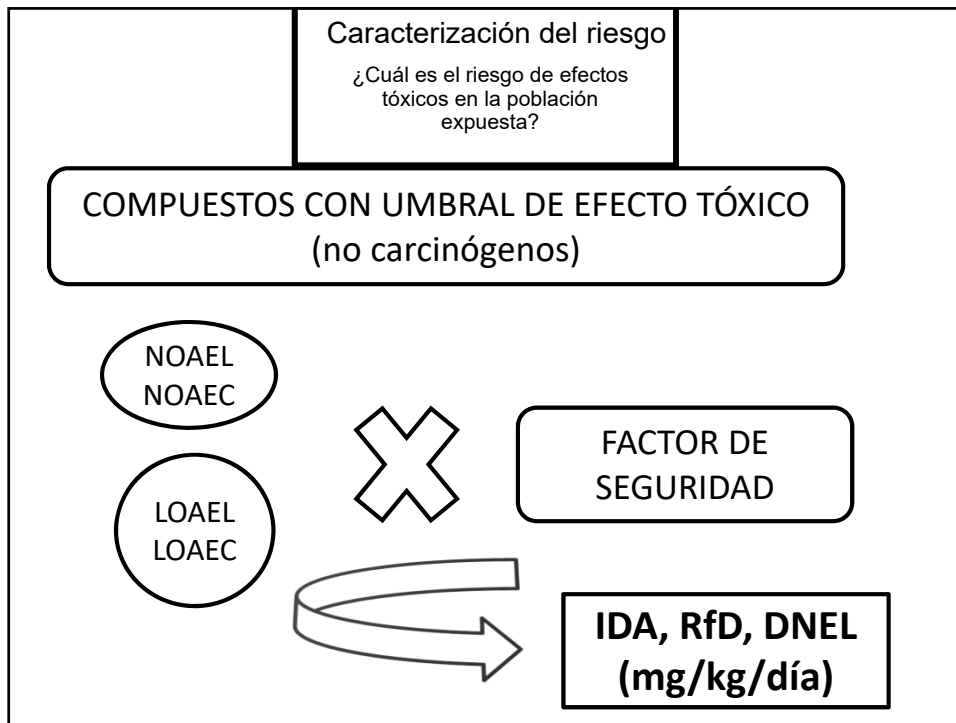 Caracterización del riesgo
¿Cuál es el riesgo de efectos
tóxicos en la población
expuesta?
COMPUESTOS CON UMBRAL DE EFECTO TÓXICO
(no carcinógenos)
NOAEL
NOAEC
FACTOR DE
SEGURIDAD
LOAEL
LOAEC
IDA, RfD, DNEL
(mg/kg/día)